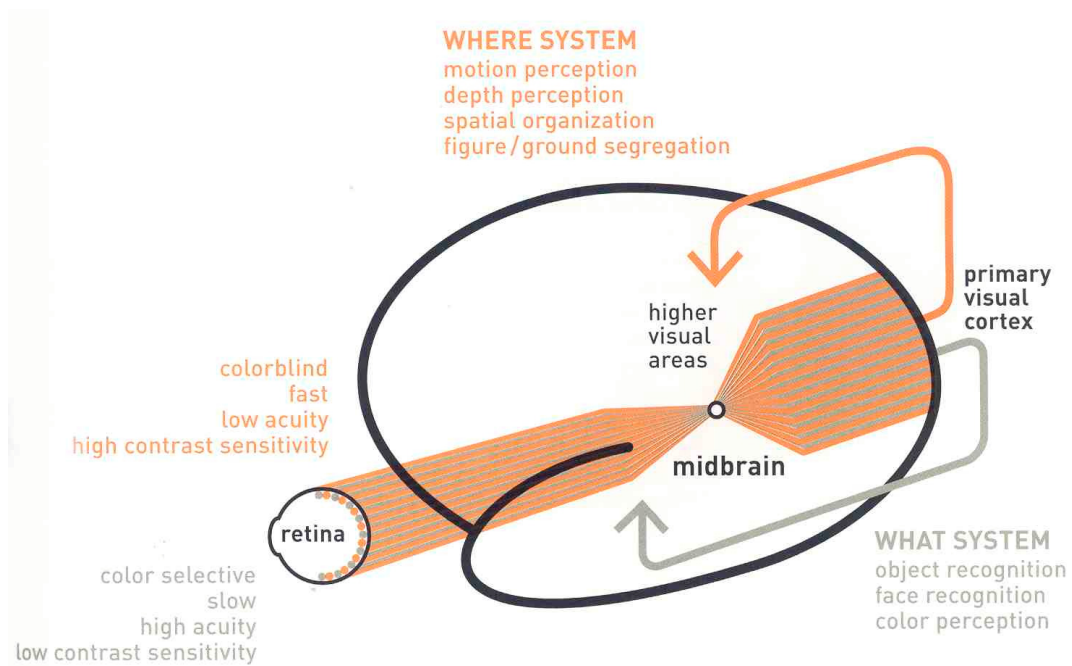 WHERE SYSTEM
motion perception
depth perception
spatial organization
figure/ground segregation
primary
visual
cortex
higher
visual
areas
colorblind
fast
low acuity
high contrast sensitivity
midbrain
retina
WHAT SYSTEM
object recognition
face recognition
color perception
color selective
slow
high acuity
low contrast sensitivity